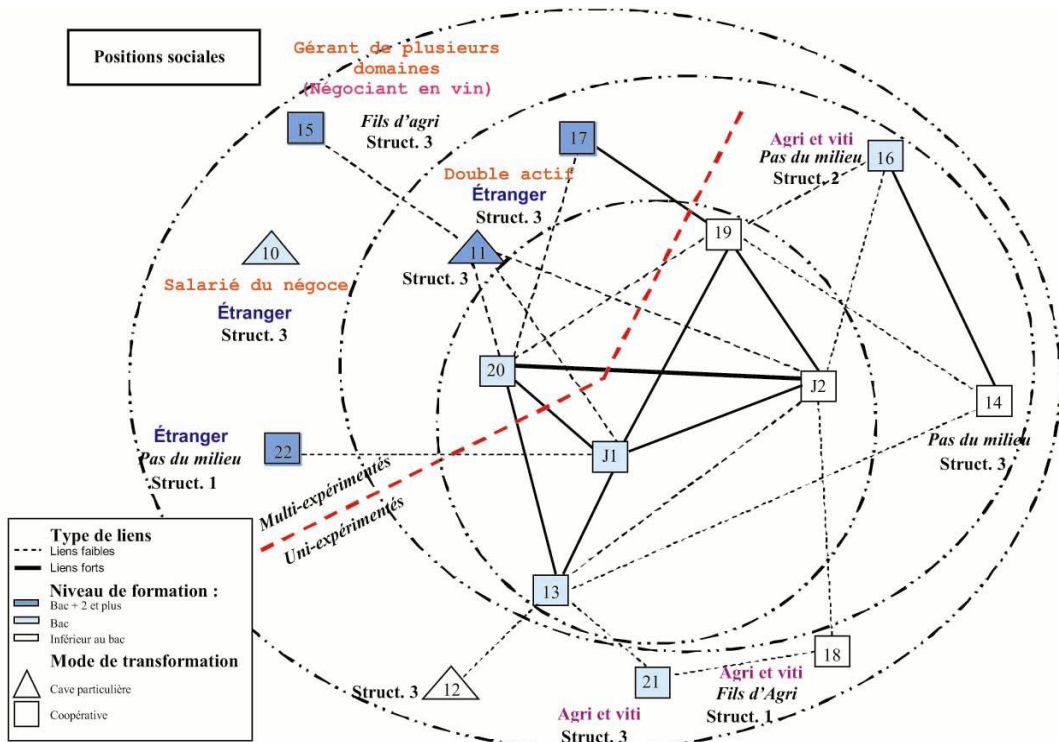 Positions sociales
Gérant de plusieurs
domaines
(Négociant en vin)
15
Fils d'agri
Struct. 3
17
Agri et viti
Pas du milieu
Struct. 2
16
Double actif
Étranger
Struct. 3
19
10
11
Struct. 3
Salarié du négoce
Étranger
Struct. 3
20
J2
14
Pas du milieu
Struct. 3
Étranger
Pas du milieu
Struct. 1
22
J1
Multi-expérimentés
Uni-expérimentés
13
18
12
Struct. 3
21
Agri et viti
Struct. 3
Agri et viti
Fils d'Agri
Struct. 1
Type de liens
Liens faibles
Liens forts
Niveau de formation :
Bac + 2 et plus
Bac
Inférieur au bac
Mode de transformation
Cave particulière
Coopérative